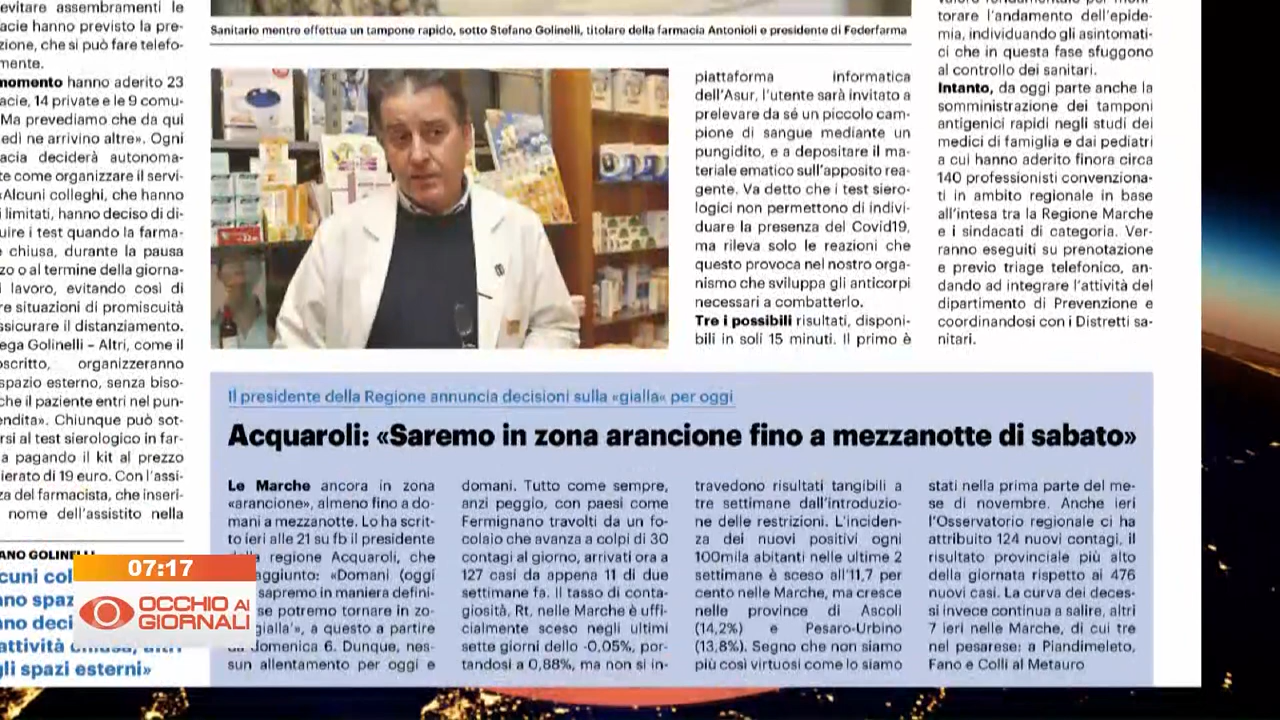 evitare assembramenti le
acie hanno previsto la pre-
zione, che si può fare telefo-
mente.
momento hanno aderito 23
acie, 14 private e le 9 comu-
Ma prevediamo che da qui
edì ne arrivino altre». Ogni
acia deciderà autonoma-
te come organizzare il servi-
«Alcuni colleghi, che hanno
i limitati, hanno deciso di di-
uire i test quando la farma-
è chiusa, durante la pausa
zo o al termine della giorna-
i lavoro, evitando così di
re situazioni di promiscuità
ssicurare il distanziamento.
ega Golinelli – Altri, come il
oscritto, organizzeranno
spazio esterno, senza biso-
che il paziente entri nel pun-
endita». Chiunque può sot-
rsi al test sierologico in far-
a pagando il kit al prezzo
ierato di 19 euro. Con l'assi-
za del farmacista, che inseri-
nome dell'assistito nella
ANO GOLINELLI
cuni col
ano spaz
ano deci
attività chiusa, altri
gli spazi esterni»
Sanitario mentre effettua un tampone rapido, sotto Stefano Golinelli, titolare della farmacia Antonioli e presidente di Federfarma
piattaforma informatica
dell'Asur, l'utente sarà invitato a
prelevare da sé un piccolo cam-
pione di sangue mediante un
pungidito, e a depositare il ma-
teriale ematico sull'apposito rea-
gente. Va detto che i test siero-
logici non permettono di indivi-
duare la presenza del Covid19,
ma rileva solo le reazioni che
questo provoca nel nostro orga-
nismo che sviluppa gli anticorpi
necessari a combatterlo.
Tre i possibili risultati, disponi-
bili in soli 15 minuti. Il primo è
valore fondamentale per moni-
torare l'andamento dell'epide-
mia, individuando gli asintomati-
ci che in questa fase sfuggono
al controllo dei sanitari.
Intanto, da oggi parte anche la
somministrazione dei tamponi
antigenici rapidi negli studi dei
medici di famiglia e dai pediatri
a cui hanno aderito finora circa
140 professionisti convenziona-
ti in ambito regionale in base
all'intesa tra la Regione Marche
e i sindacati di categoria. Ver-
ranno eseguiti su prenotazione
e previo triage telefonico, an-
dando ad integrare l'attività del
dipartimento di Prevenzione e
coordinandosi con i Distretti sa-
nitari.
Il presidente della Regione annuncia decisioni sulla «gialla« per oggi
Acquaroli: «Saremo in zona arancione fino a mezzanotte di sabato»
Le Marche ancora in zona
«arancione», almeno fino a do-
mani a mezzanotte. Lo ha scrit-
to ieri alle 21 su fb il presidente
della regione Acquaroli, che
aggiunto: «Domani (oggi
sapremo in maniera defini-
se potremo tornare in zo-
gialla'», a questo a partire
da domenica 6. Dunque, nes-
sun allentamento per oggi e
domani. Tutto come sempre,
anzi peggio, con paesi come
Fermignano travolti da un fo-
colaio che avanza a colpi di 30
contagi al giorno, arrivati ora a
127 casi da appena 11 di due
settimane fa. Il tasso di conta-
giosità, Rt, nelle Marche è uffi-
cialmente sceso negli ultimi
sette giorni dello -0,05%, por-
tandosi a 0,88%, ma non si in-
travedono risultati tangibili a
tre settimane dall'introduzio-
ne delle restrizioni. L'inciden-
za dei nuovi positivi ogni
100mila abitanti nelle ultime 2
settimane è sceso all'11,7 per
cento nelle Marche, ma cresce
nelle province di Ascoli
(14,2%) e Pesaro-Urbino
(13,8%). Segno che non siamo
più così virtuosi come lo siamo
stati nella prima parte del me-
se di novembre. Anche ieri
l'Osservatorio regionale ci ha
attribuito 124 nuovi contagi, il
risultato provinciale più alto
della giornata rispetto ai 476
nuovi casi. La curva dei deces-
si invece continua a salire, altri
7 ieri nelle Marche, di cui tre
nel pesarese: a Piandimeleto,
Fano e Colli al Metauro
07:17
OCCHIO AI
GIORNALI